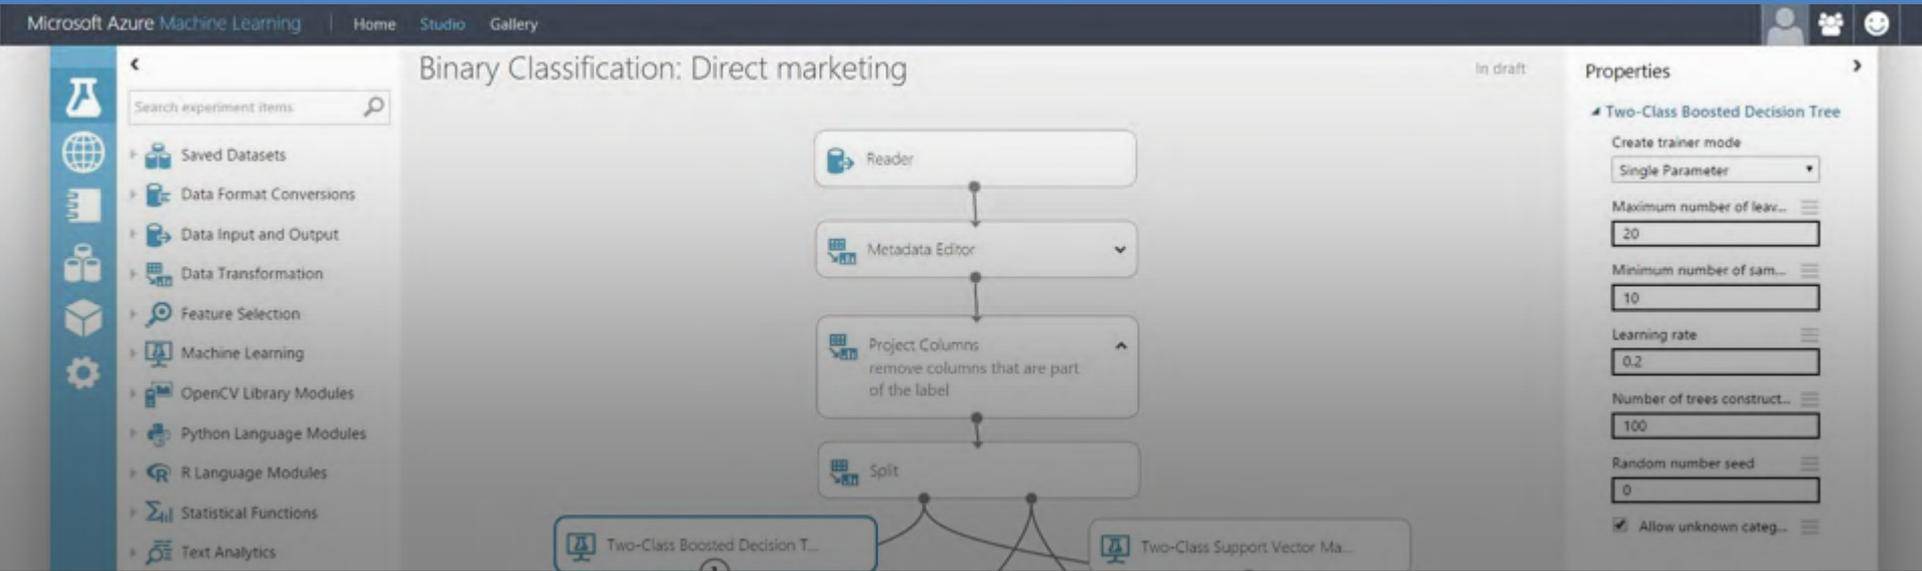 Microsoft Azure Machine Learning
Home
Studio
Gallery
Search experiment items
Saved Datasets
Data Format Conversions
Data Input and Output
Data Transformation
Feature Selection
Machine Learning
OpenCV Library Modules
Python Language Modules
R Language Modules
Statistical Functions
Text Analytics
Binary Classification: Direct marketing
In draft
Reader
Metadata Editor
Project Columns
remove columns that are part
of the label
Split
Two-Class Boosted Decision T...
Two-Class Support Vector Ma...
Properties
Two-Class Boosted Decision Tree
Create trainer mode
Single Parameter
Maximum number of leav...
20
Minimum number of sam...
10
Learning rate
0.2
Number of trees construct...
100
Random number seed
0
Allow unknown categ...